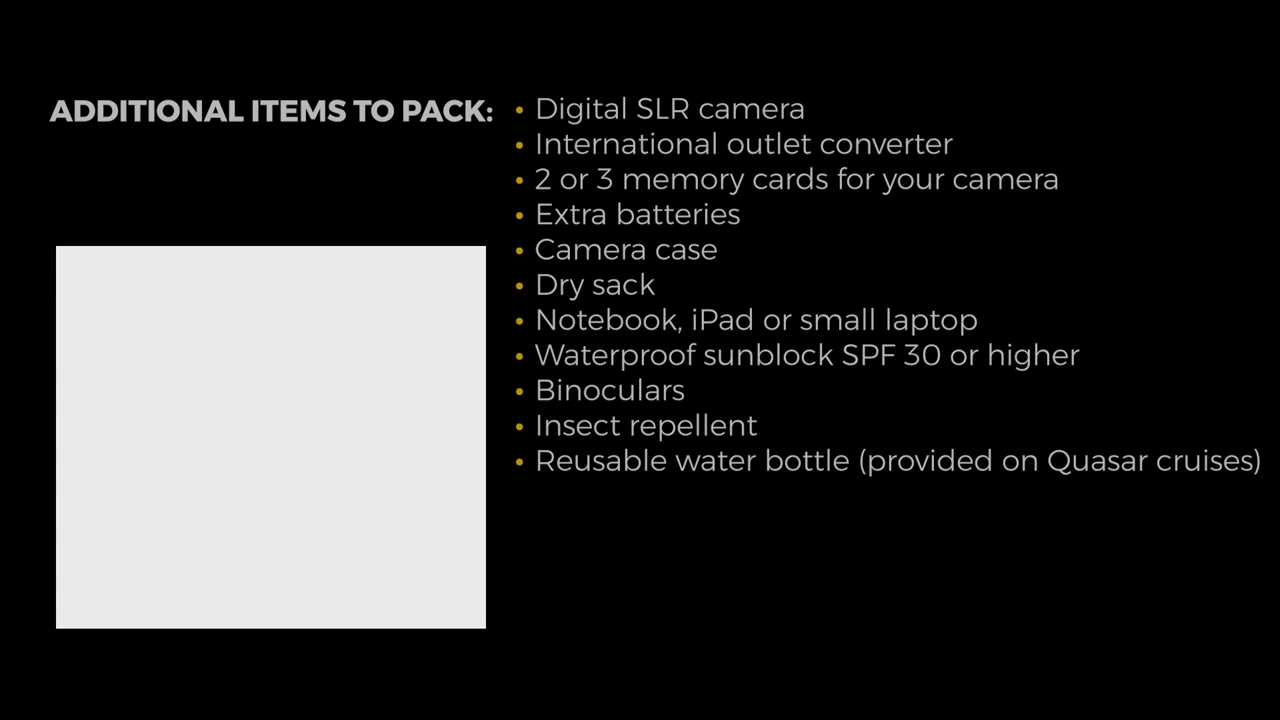 ADDITIONAL ITEMS TO PACK:
• Digital SLR camera
• International outlet converter
• 2 or 3 memory cards for your camera
• Extra batteries
• Camera case
• Dry sack
• Notebook, iPad or small laptop
• Waterproof sunblock SPF 30 or higher
• Binoculars
• Insect repellent
• Reusable water bottle (provided on Quasar cruises)